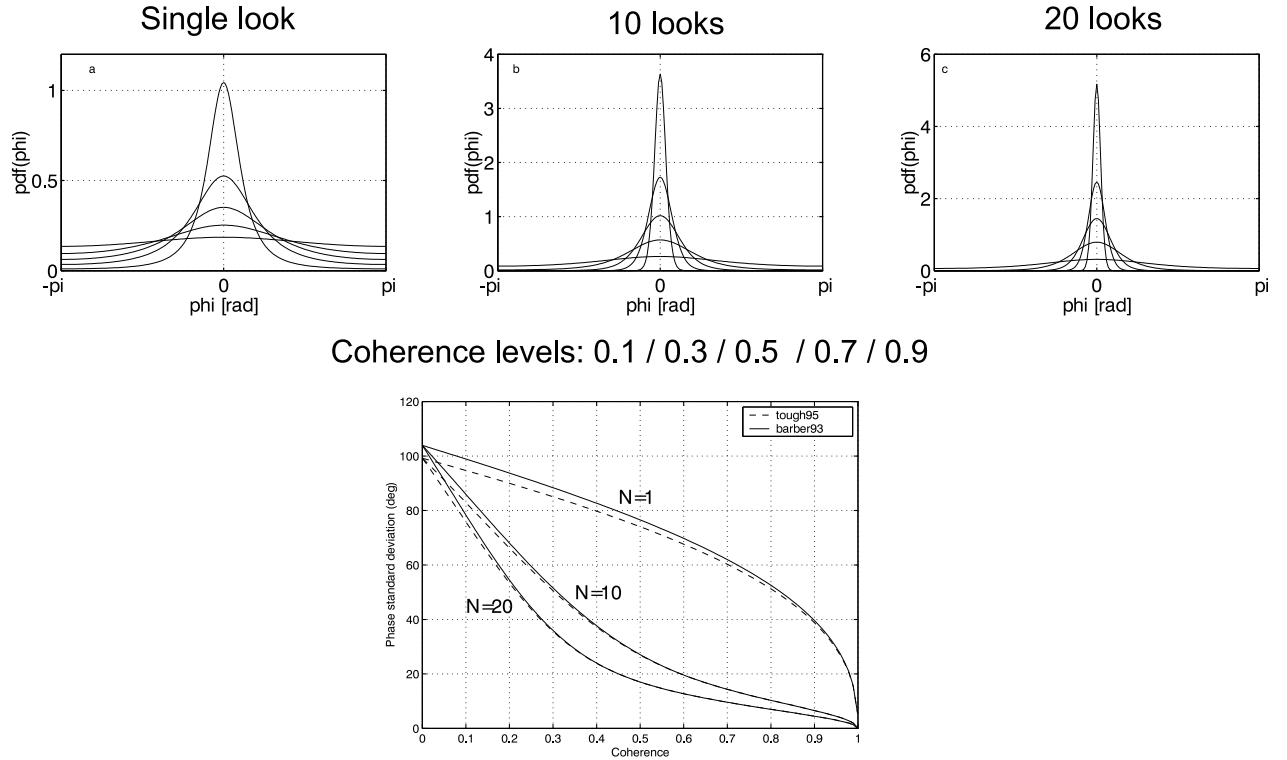 Single look
10 looks
20 looks
a
1
0.5
0
pdf(phi)
-pi
0
pi
phi [rad]
b
4
3
2
1
0
pdf(phi)
-pi
0
pi
phi [rad]
c
6
4
2
0
pdf(phi)
-pi
0
pi
phi [rad]
Coherence levels: 0.1 / 0.3 / 0.5 / 0.7 / 0.9
120
100
80
60
40
20
0
Phase standard deviation (deg)
tough95
barber93
N=1
N=10
N=20
0 0.1 0.2 0.3 0.4 0.5 0.6 0.7 0.8 0.9 1
Coherence